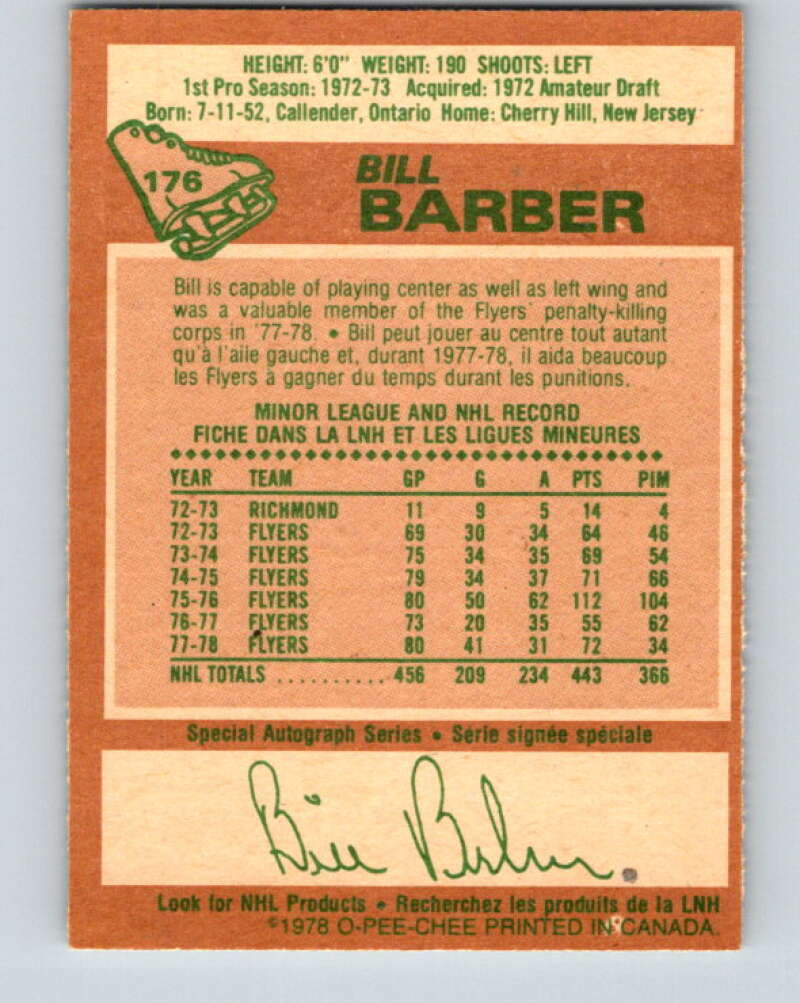 HEIGHT: 6'0" WEIGHT: 190 SHOOTS: LEFT
1st Pro Season: 1972-73 Acquired: 1972 Amateur Draft
Born: 7-11-52, Callender, Ontario Home: Cherry Hill, New Jersey
176
BILL
BARBER
Bill is capable of playing center as well as left wing and
was a valuable member of the Flyers' penalty-killing
corps in '77-78. • Bill peut jouer au centre tout autant
qu'à l'aile gauche et, durant 1977-78, il aida beaucoup
les Flyers à gagner du temps durant les punitions.
MINOR LEAGUE AND NHL RECORD
FICHE DANS LA LNH ET LES LIGUES MINEURES
YEAR TEAM GP G A PTS PIM
72-73 RICHMOND 11 9 5 14 4
72-73 FLYERS 69 30 34 64 46
73-74 FLYERS 75 34 35 69 54
74-75 FLYERS 79 34 37 71 66
75-76 FLYERS 80 50 62 112 104
76-77 FLYERS 73 20 35 55 62
77-78 FLYERS 80 41 31 72 34
NHL TOTALS .......... 456 209 234 443 366
Special Autograph Series • Série signée spéciale
Bill Barber
Look for NHL Products • Recherchez les produits de la LNH
©1978 O-PEE-CHEE PRINTED IN CANADA.